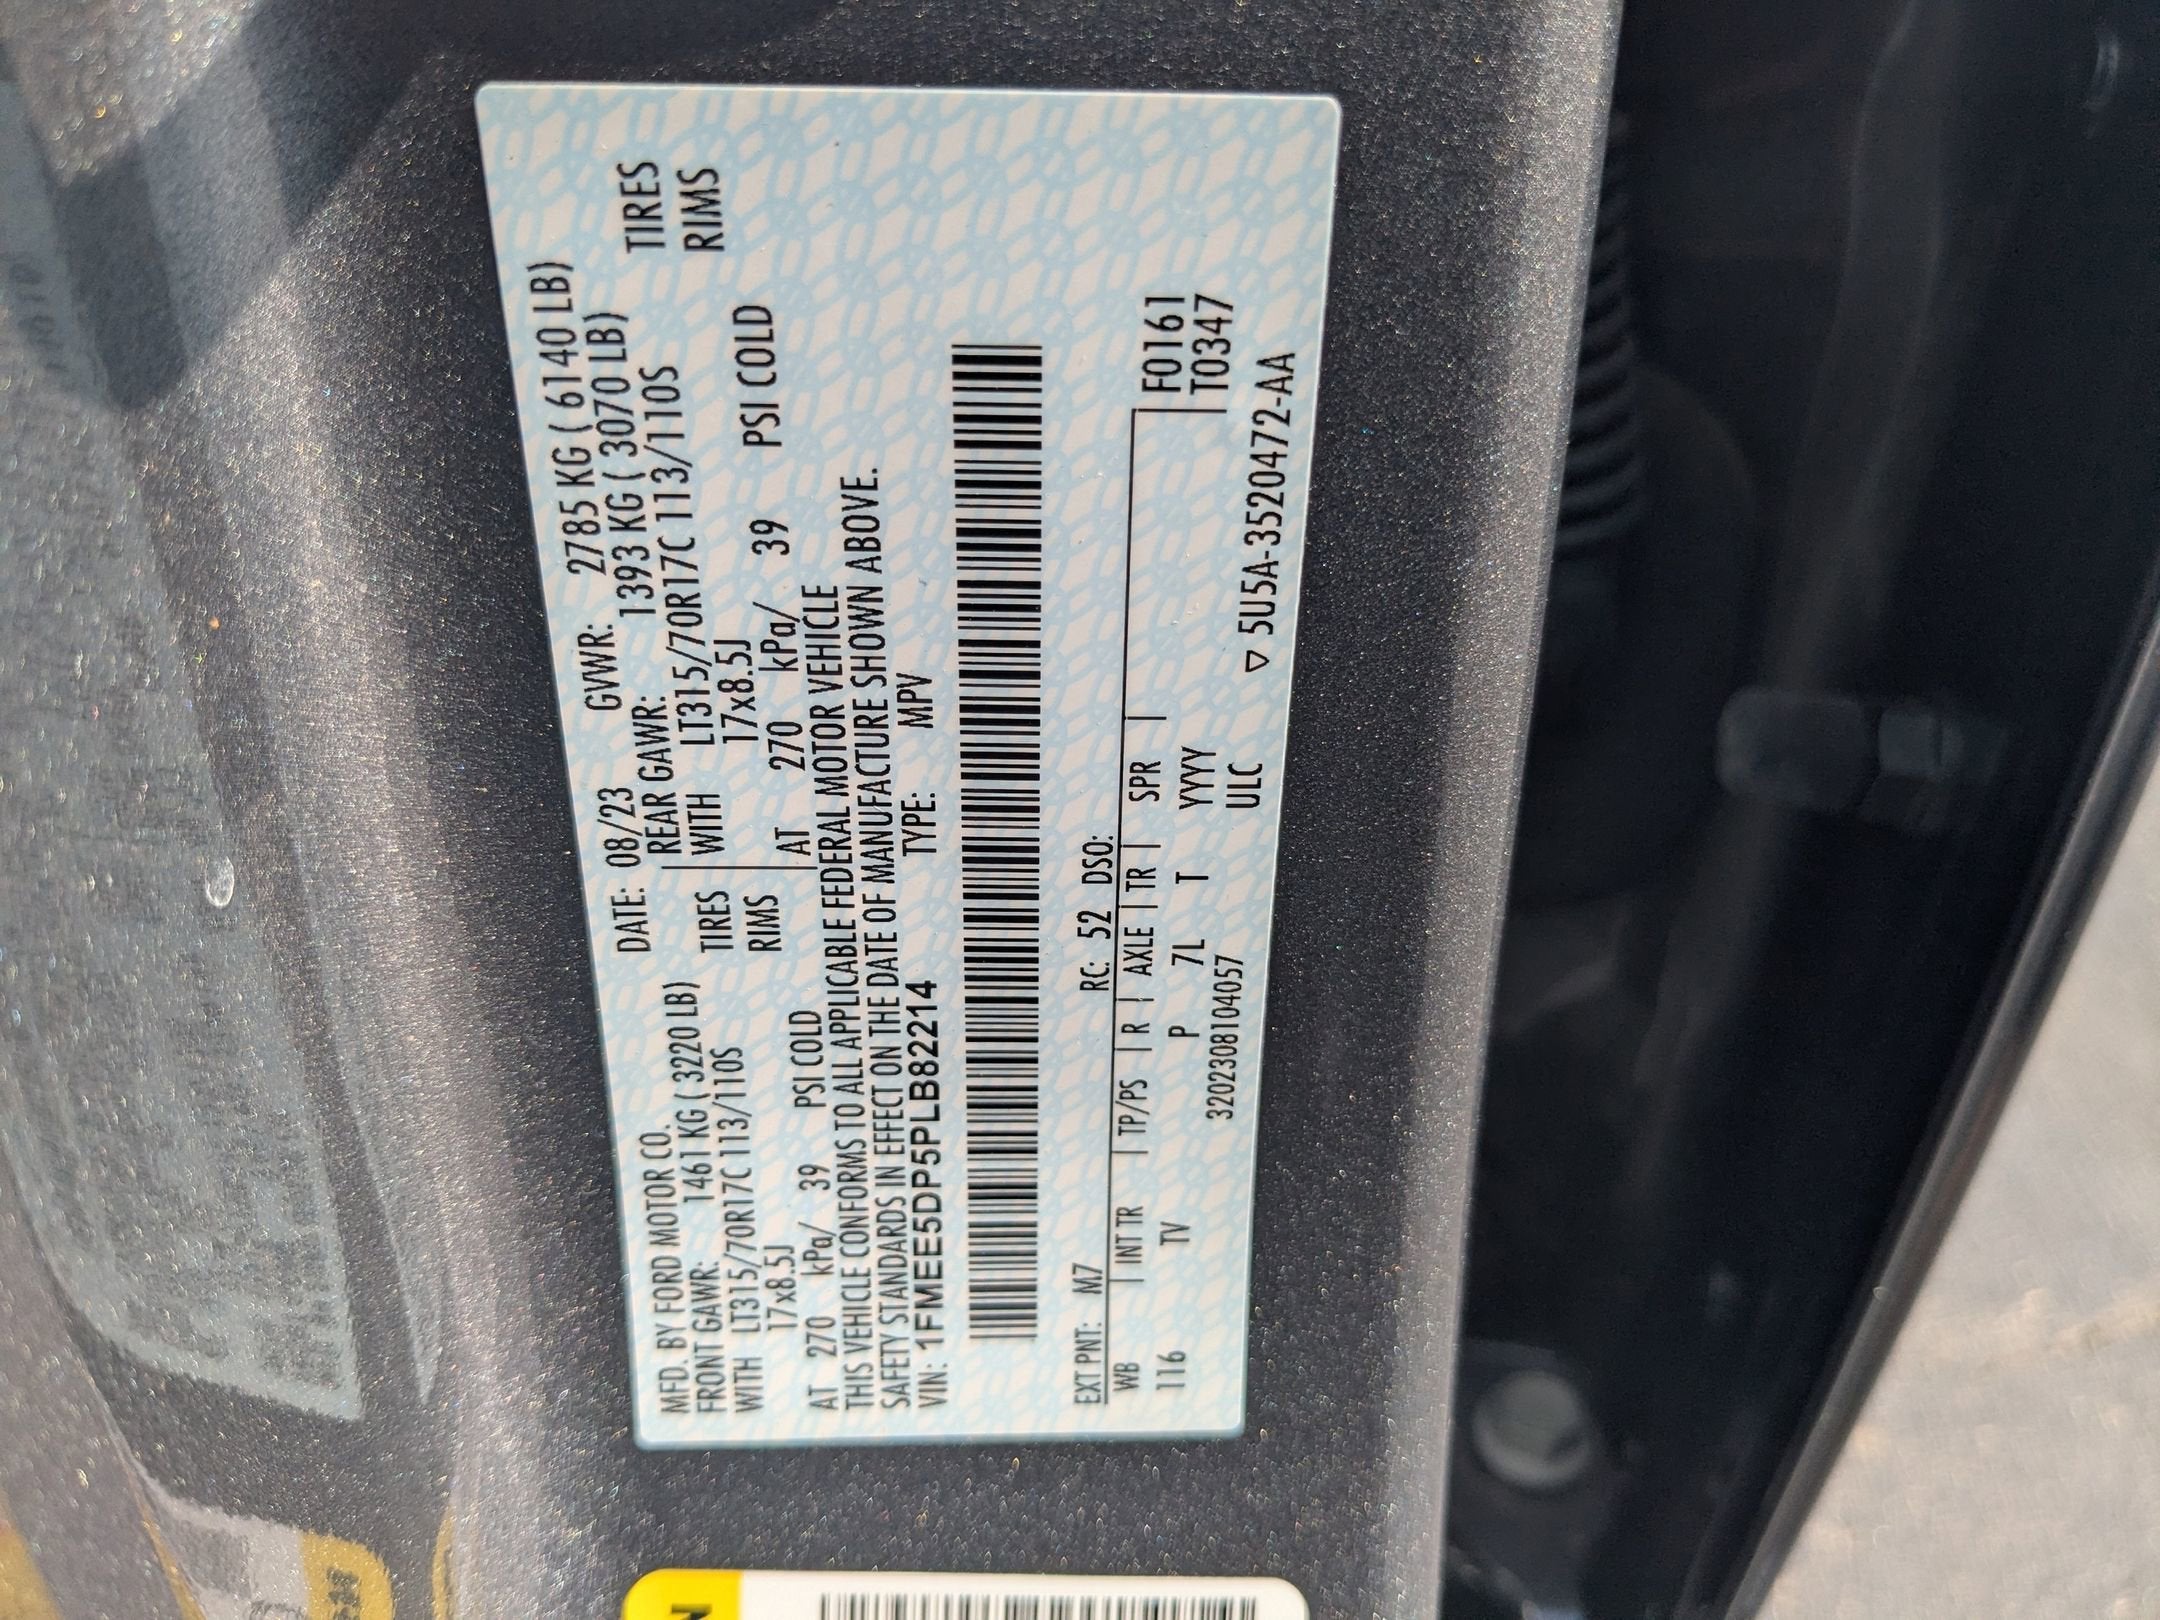 MFD. BY FORD MOTOR CO. DATE: 08/23 GVWR: 2785 KG ( 6140 LB)
FRONT GAWR: 1461 KG ( 3220 LB) REAR GAWR: 1393 KG ( 3070 LB)
WITH LT315/70R17C 113/110S TIRES WITH LT315/70R17C 113/110S TIRES
17x8.5J RIMS 17x8.5J RIMS
AT 270 kPa/ 39 PSI COLD AT 270 kPa/ 39 PSI COLD
THIS VEHICLE CONFORMS TO ALL APPLICABLE FEDERAL MOTOR VEHICLE
SAFETY STANDARDS IN EFFECT ON THE DATE OF MANUFACTURE SHOWN ABOVE.
VIN: 1FMEE5DP5PLB82214 TYPE: MPV
EXT PNT: M7 RC: 52 DSO:
WB | INT TR | TP/PS | R | AXLE | TR | SPR | F0161
116 TV P 7L T YYYY T0347
3202308104057 ULC ▽ 5U5A-3520472-AA
N